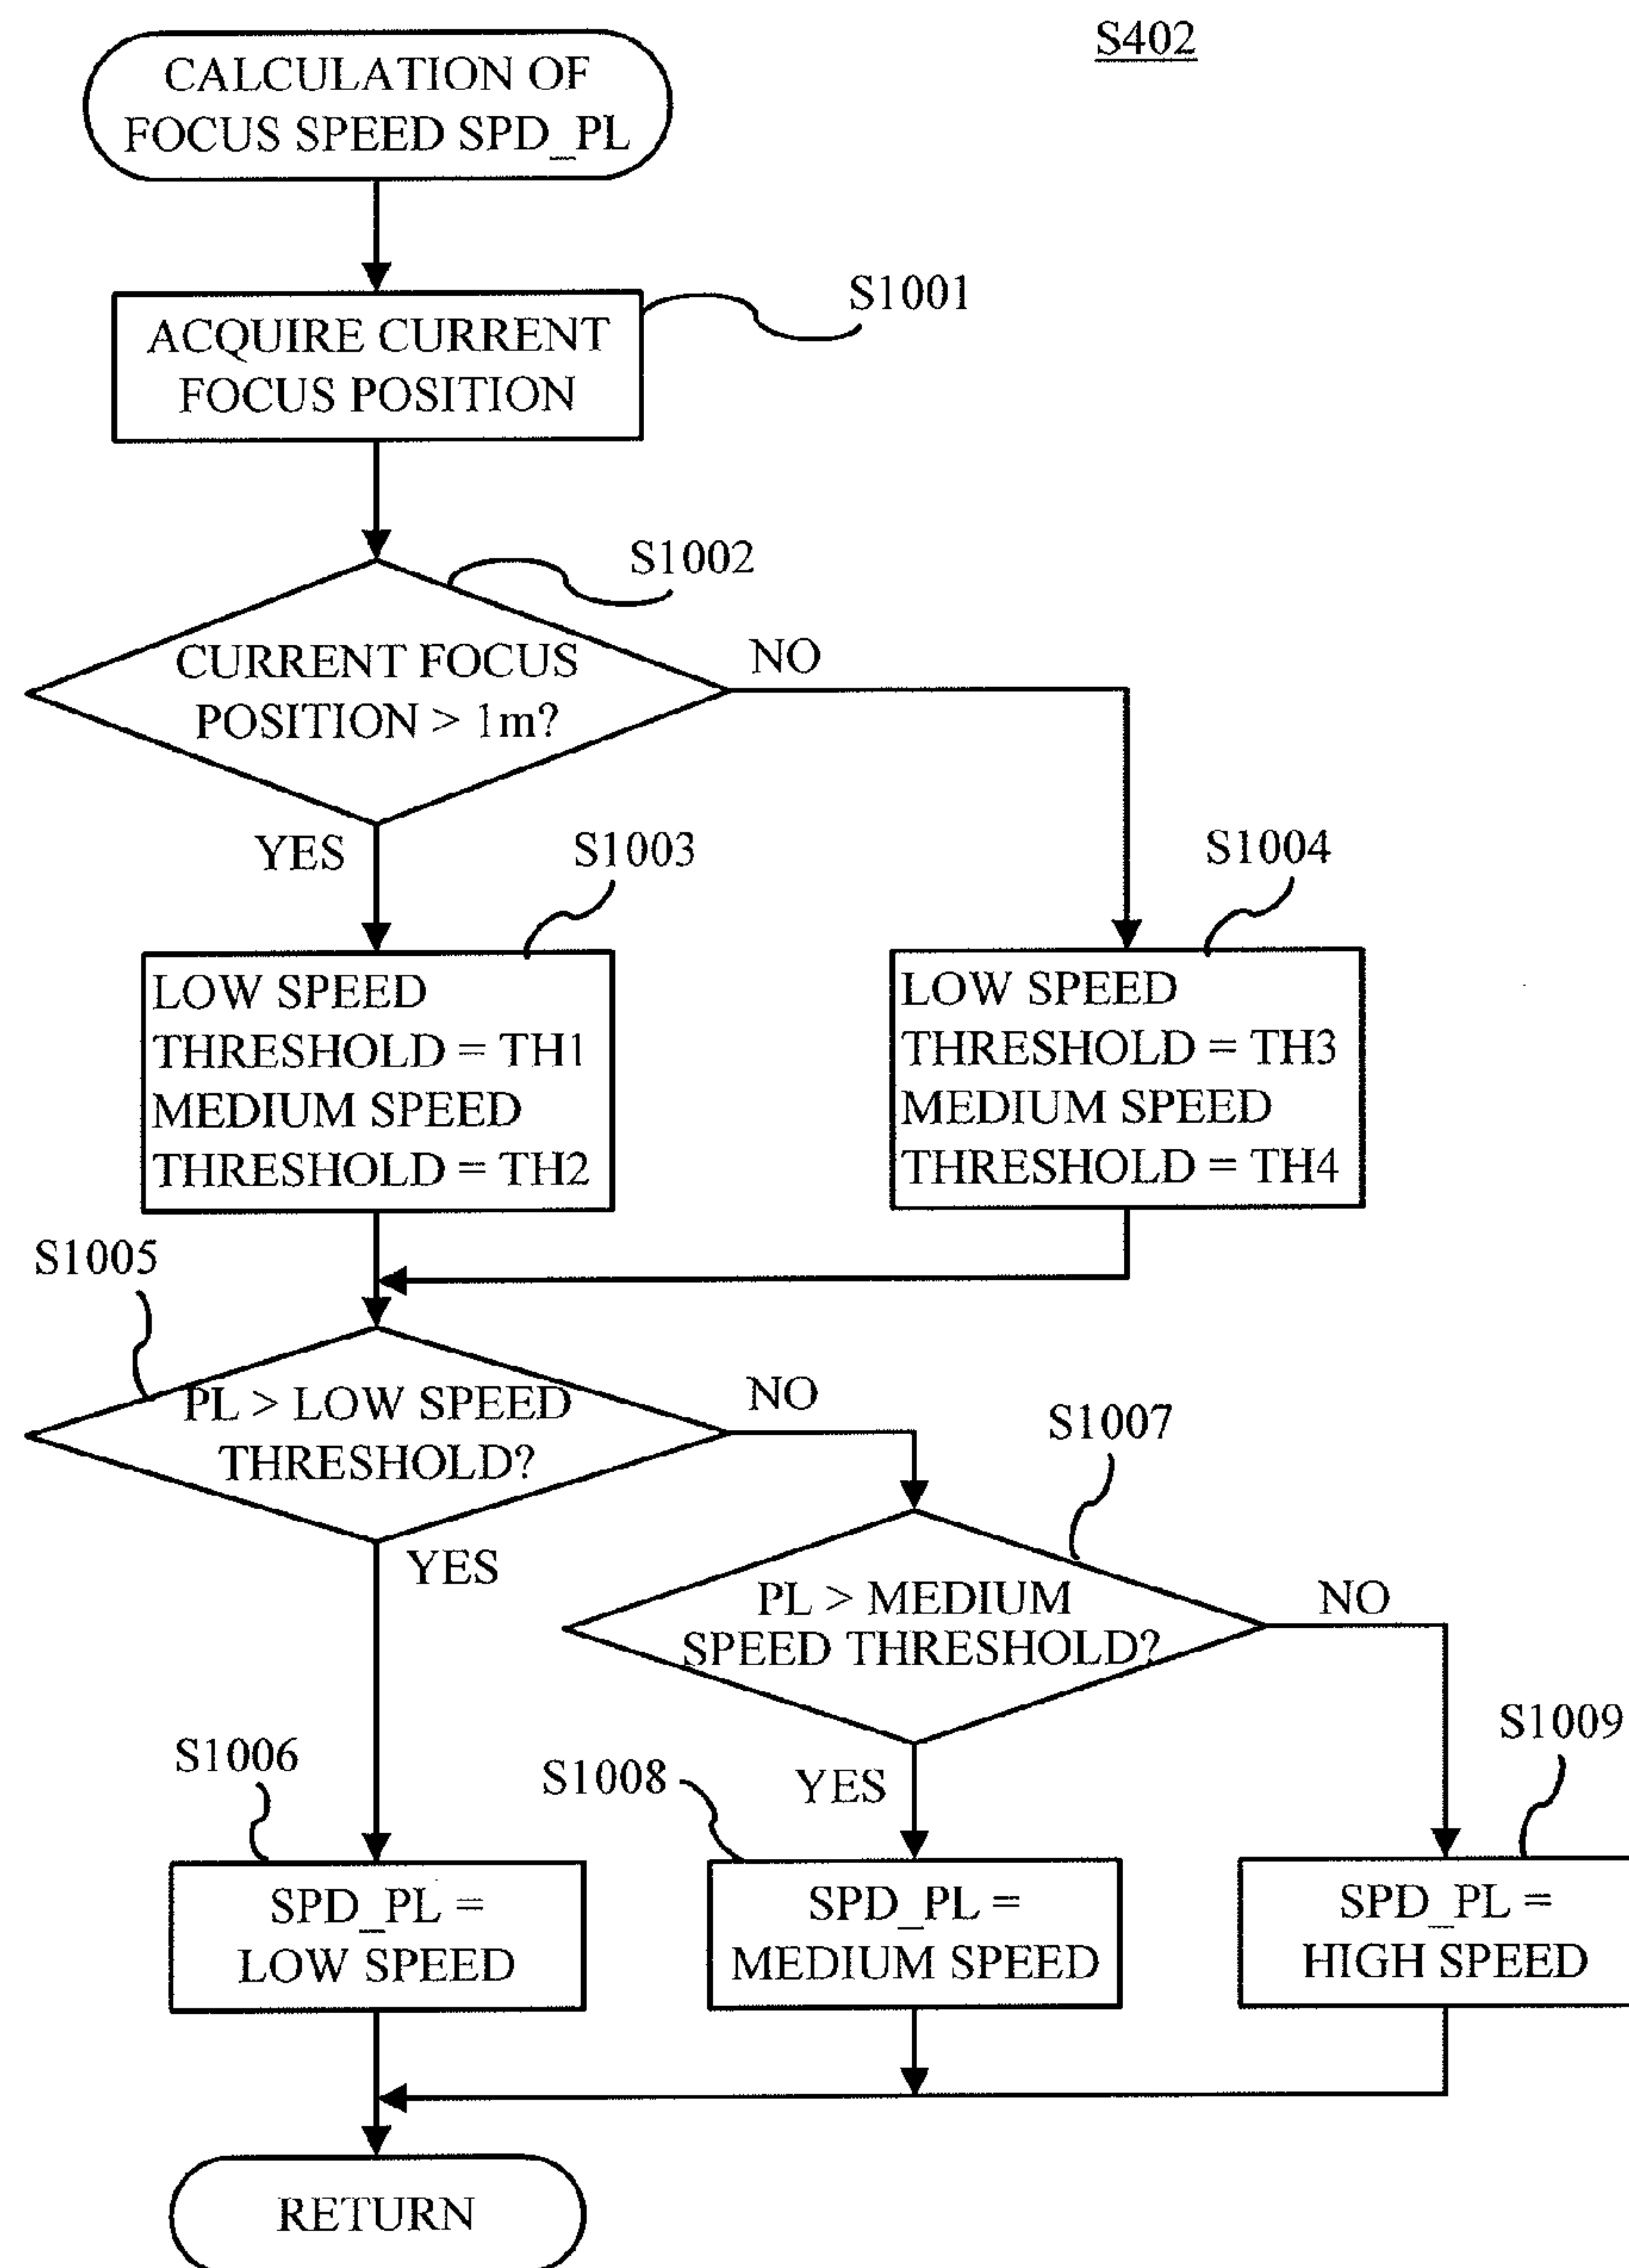 S402
CALCULATION OF
FOCUS SPEED SPD_PL
S1001
ACQUIRE CURRENT
FOCUS POSITION
S1002
CURRENT FOCUS
POSITION > 1m?
NO
YES
S1003
LOW SPEED
THRESHOLD = TH1
MEDIUM SPEED
THRESHOLD = TH2
S1004
LOW SPEED
THRESHOLD = TH3
MEDIUM SPEED
THRESHOLD = TH4
S1005
PL > LOW SPEED
THRESHOLD?
NO
YES
S1007
PL > MEDIUM
SPEED THRESHOLD?
NO
YES
S1006
SPD_PL =
LOW SPEED
S1008
SPD_PL =
MEDIUM SPEED
S1009
SPD_PL =
HIGH SPEED
RETURN